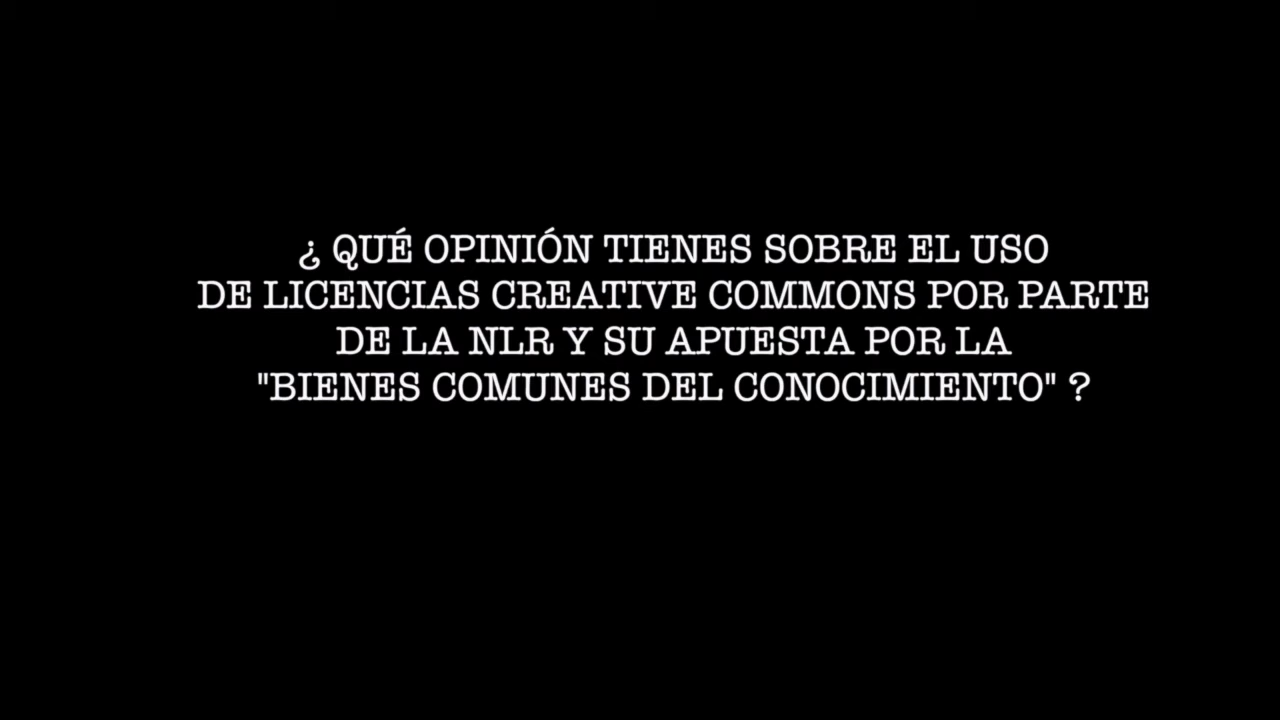 ¿ QUÉ OPINIÓN TIENES SOBRE EL USO
DE LICENCIAS CREATIVE COMMONS POR PARTE
DE LA NLR Y SU APUESTA POR LA
"BIENES COMUNES DEL CONOCIMIENTO" ?